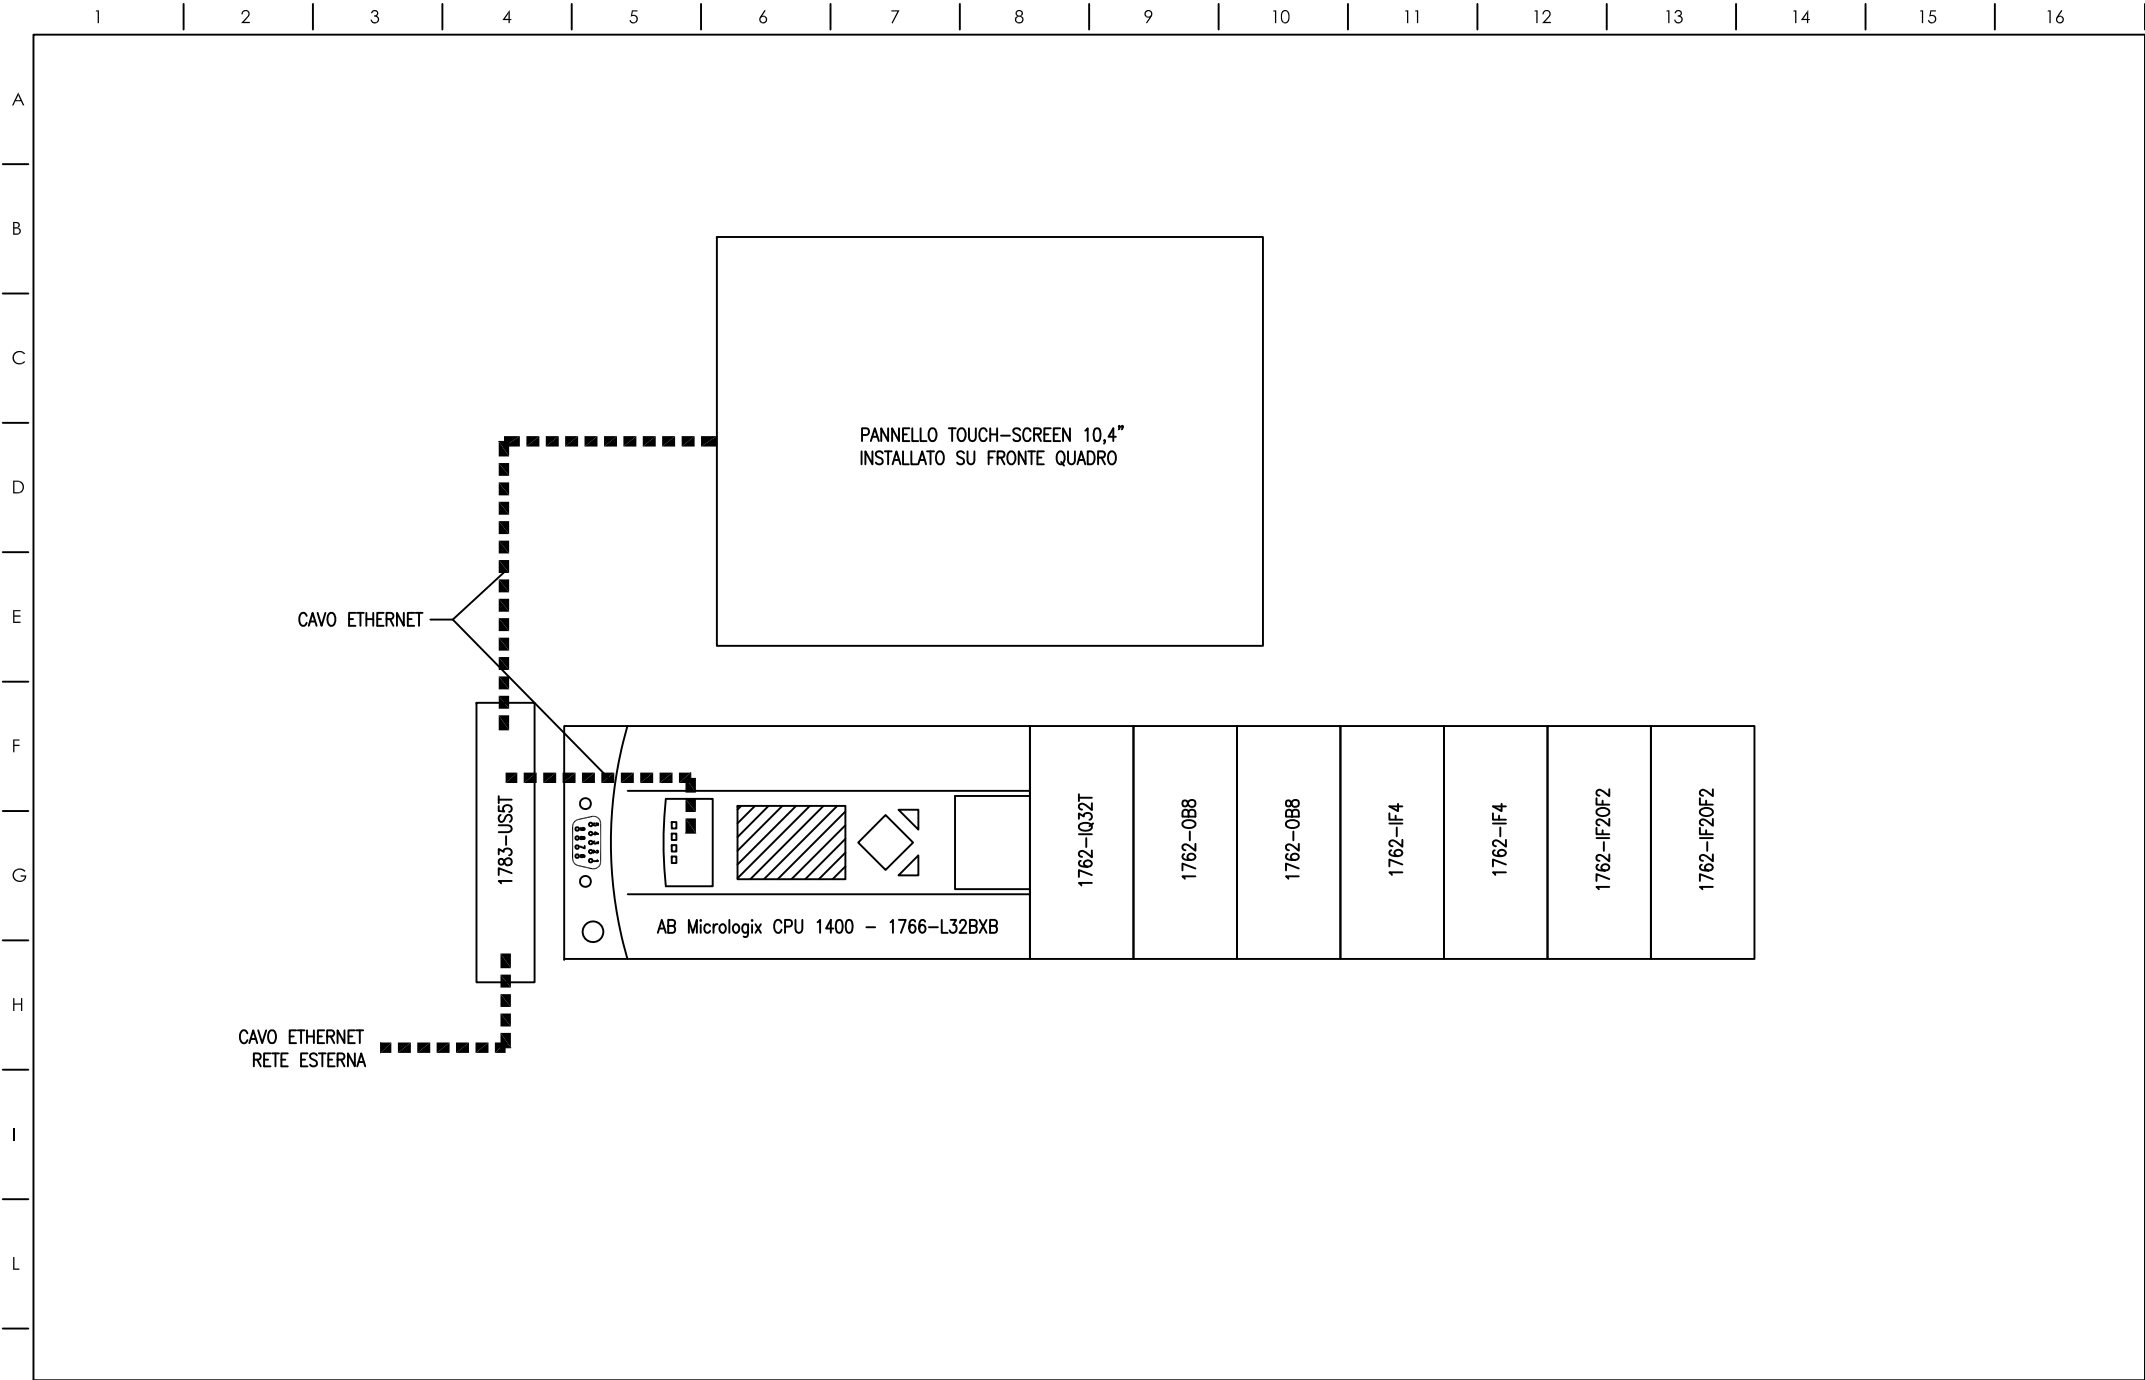 1 2 3 4 5 6 7 8 9 10 11 12 13 14 15 16
A
B
C
D
E
F
G
H
I
L
PANNELLO TOUCH-SCREEN 10,4"
INSTALLATO SU FRONTE QUADRO
CAVO ETHERNET
1783-US5T
AB Micrologix CPU 1400 - 1766-L32BXB
1762-IQ32T
1762-OB8
1762-OB8
1762-IF4
1762-IF4
1762-IF2OF2
1762-IF2OF2
CAVO ETHERNET
RETE ESTERNA